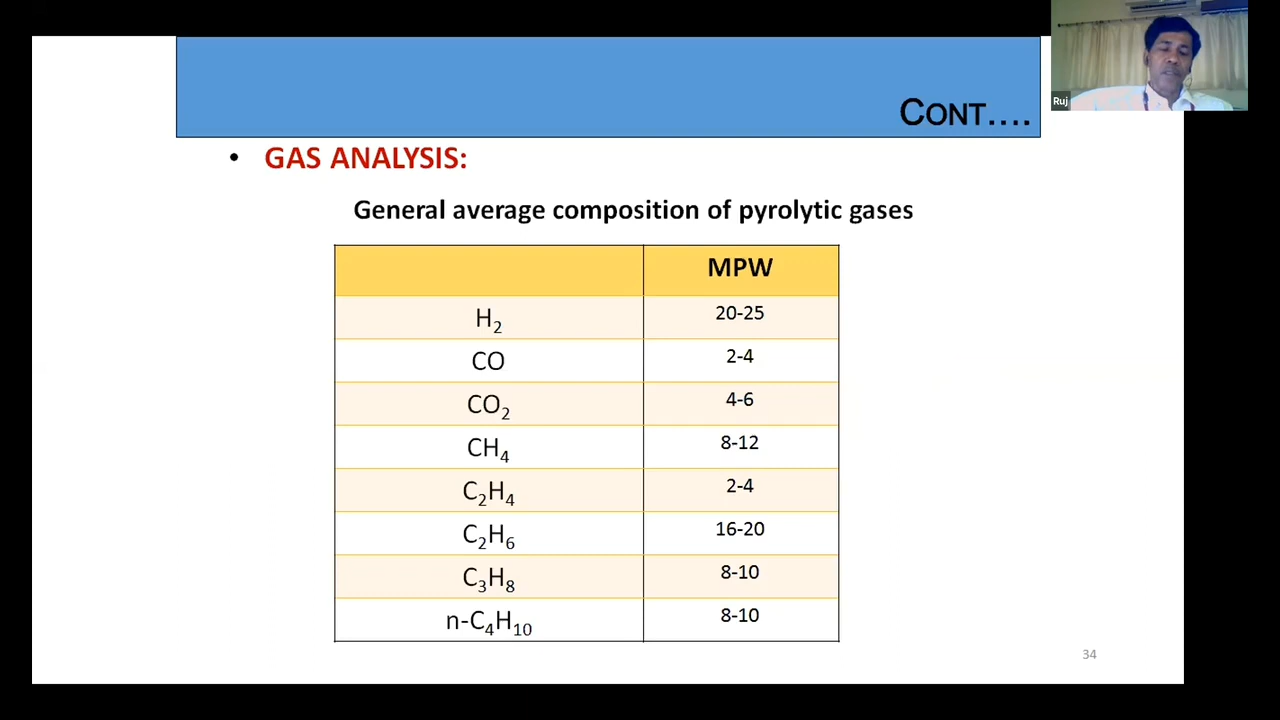 CONT....
Ruj
• GAS ANALYSIS:
General average composition of pyrolytic gases
MPW
H₂ 20-25
CO 2-4
CO₂ 4-6
CH₄ 8-12
C₂H₄ 2-4
C₂H₆ 16-20
C₃H₈ 8-10
n-C₄H₁₀ 8-10
34